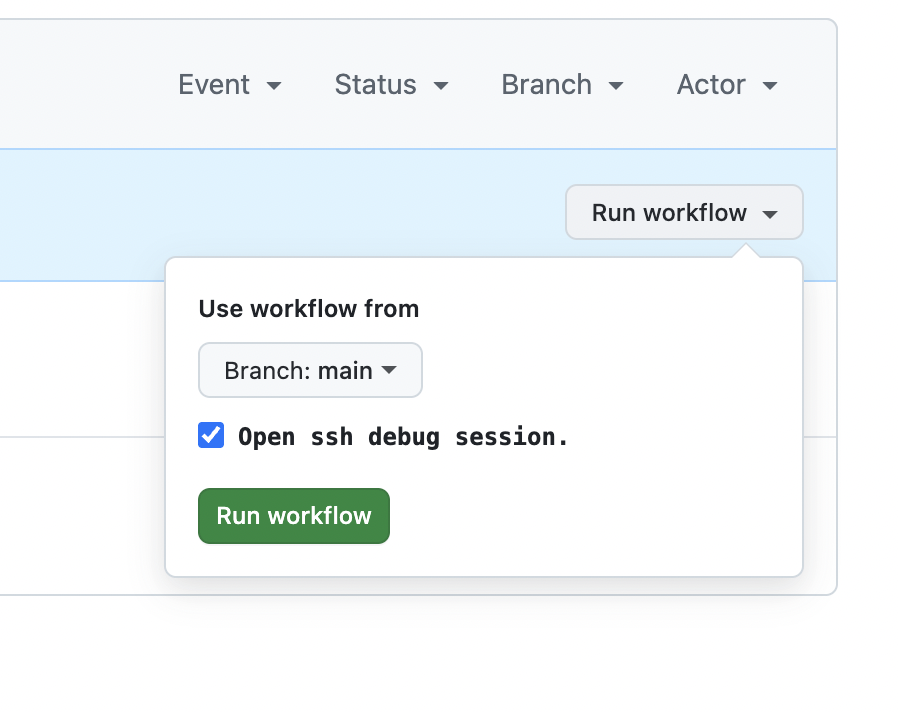 Event Status Branch Actor
Run workflow
Use workflow from
Branch: main
Open ssh debug session.
Run workflow